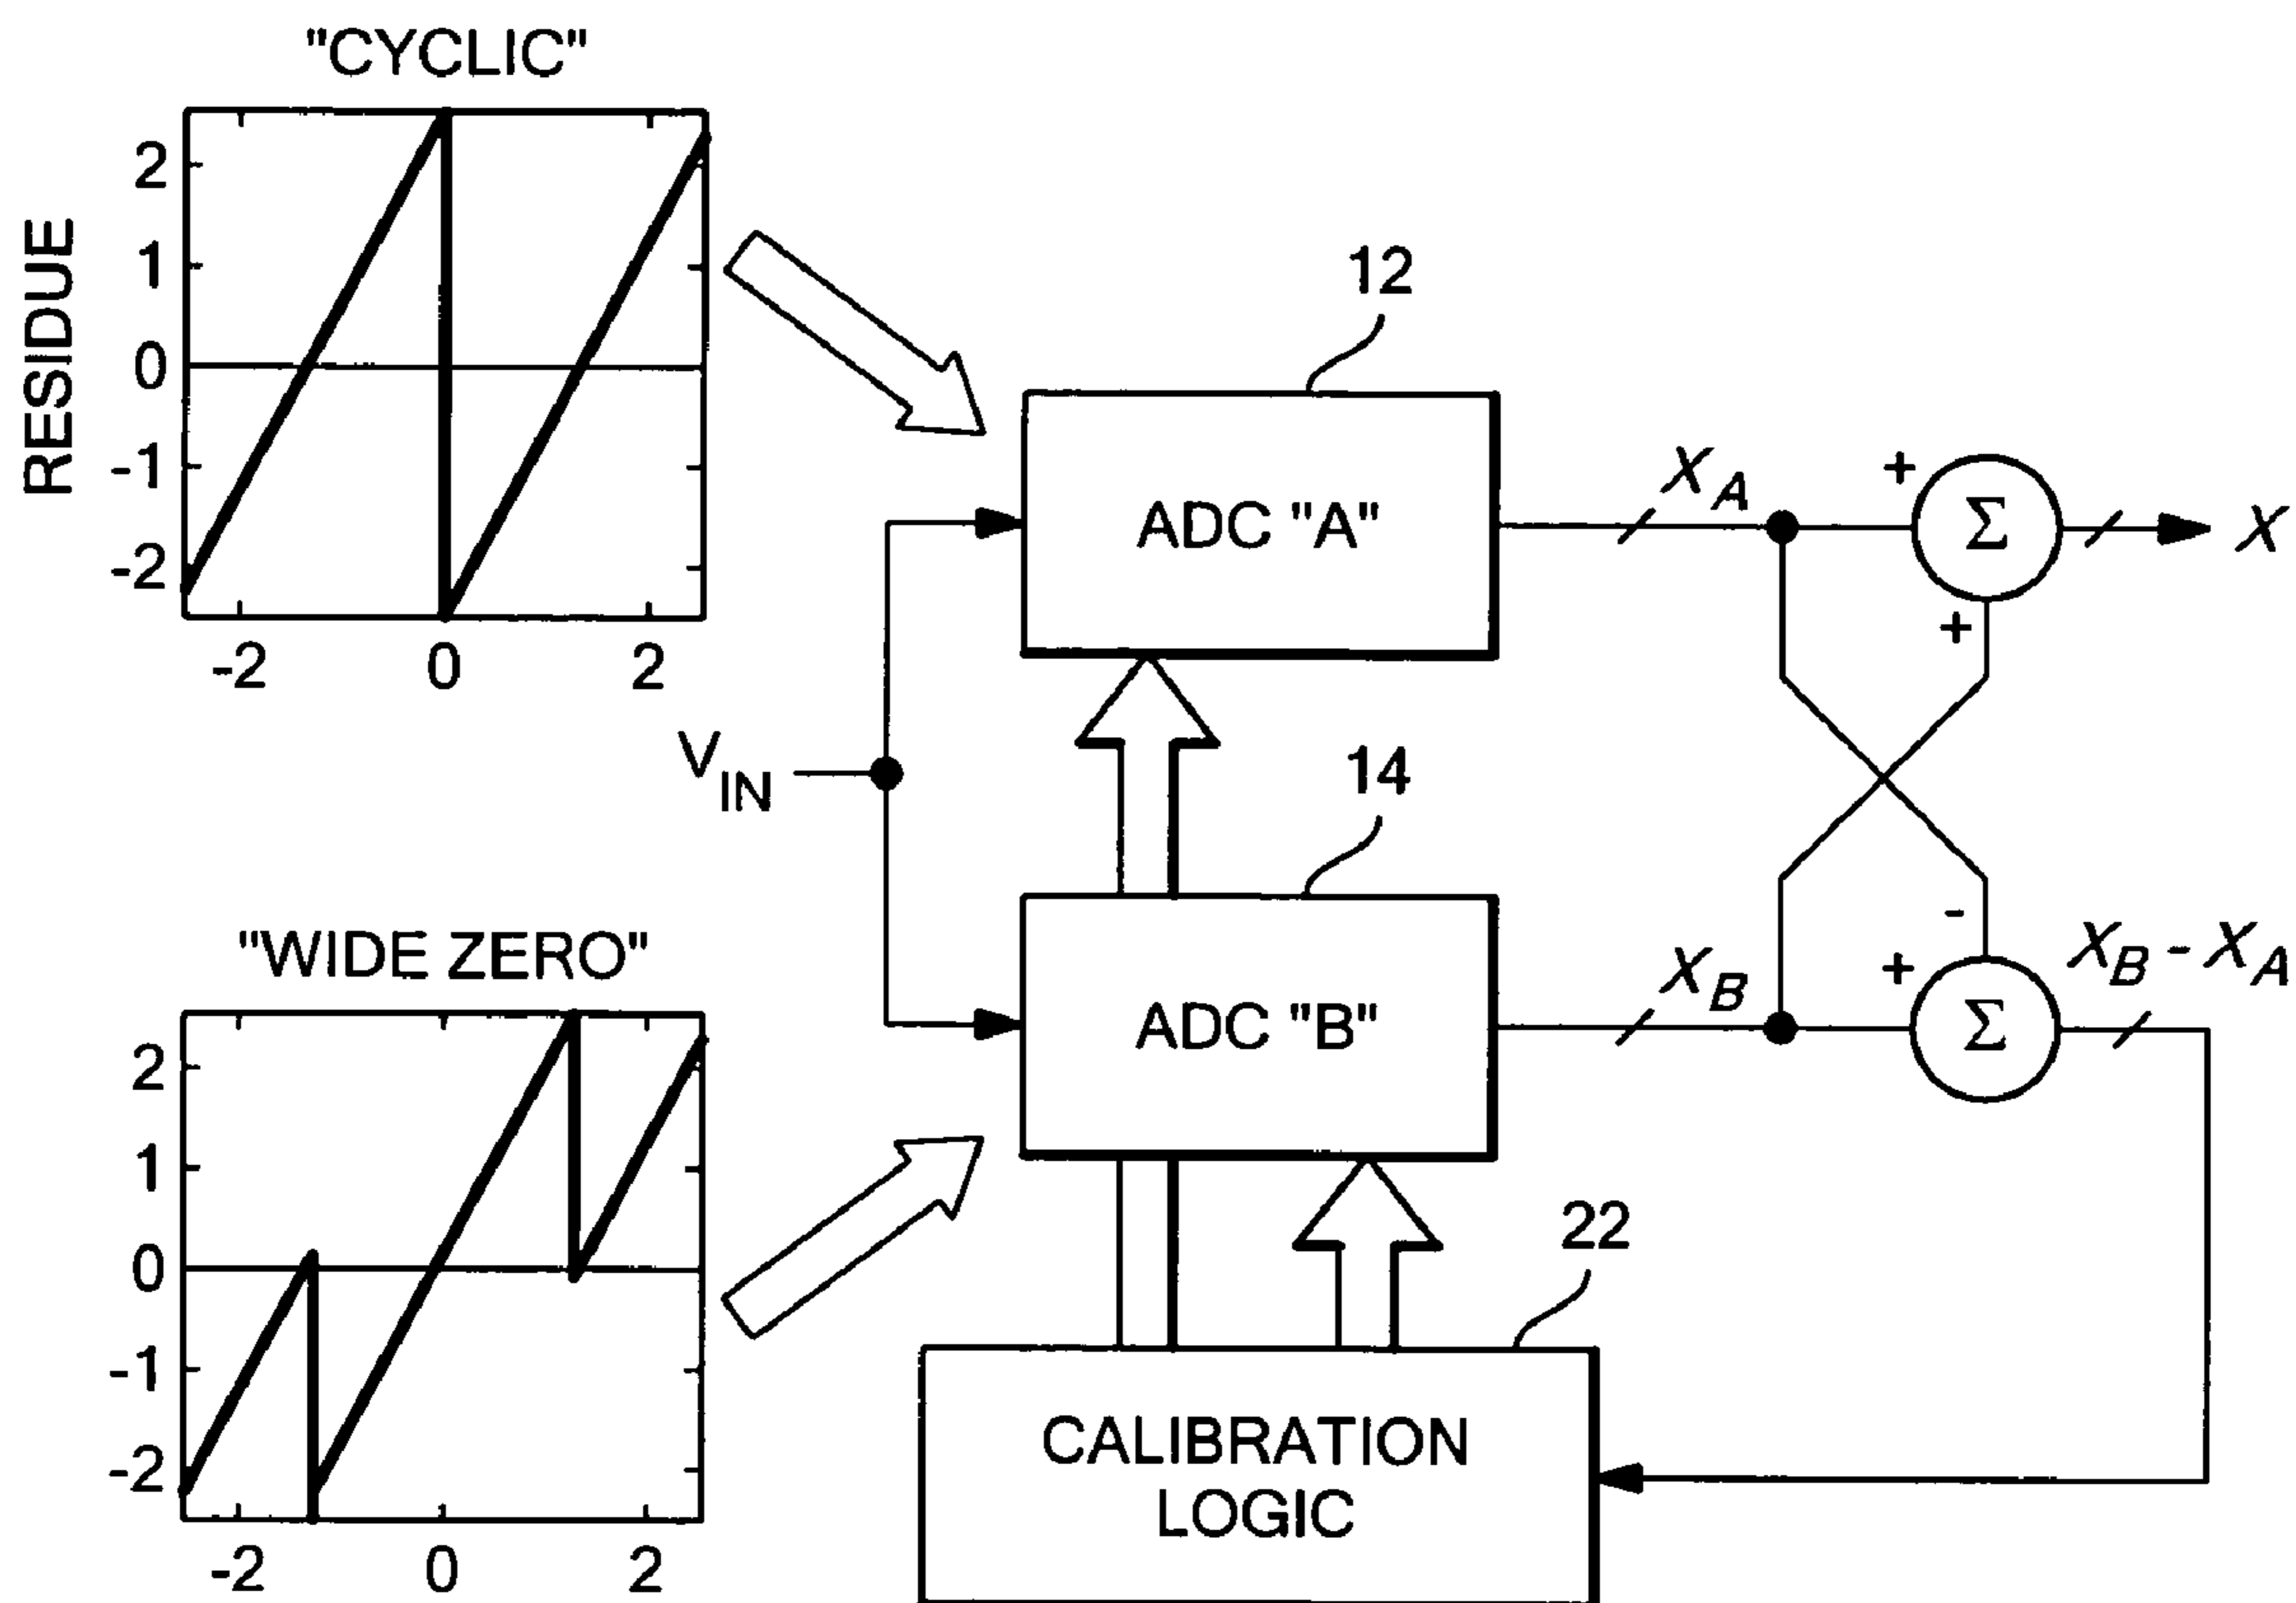 "CYCLIC"
RESIDUE
2
1
0
-1
-2
-2 0 2
12
ADC "A"
X_A
+
Σ
+
X
V_IN
14
ADC "B"
X_B
+
-
Σ
X_B - X_A
"WIDE ZERO"
2
1
0
-1
-2
-2 0 2
22
CALIBRATION
LOGIC